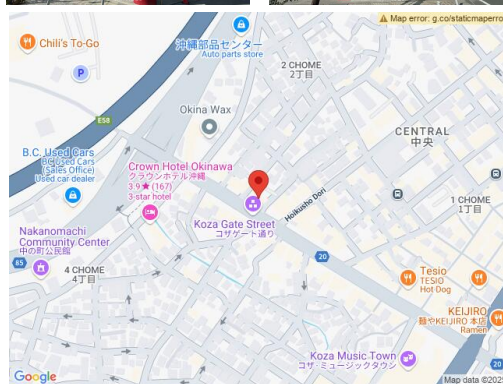 Map error: g.co/staticmaperro
Chili's To-Go
P
沖縄部品センター
Auto parts store
2 CHOME
2丁目
Okina Wax
E58
CENTRAL
中央
B.C. Used Cars
(Sales Office)
BC Used Cars
Used car dealer
Crown Hotel Okinawa
クラウンホテル沖縄
3.9★(167)
3-star hotel
Hokusho Dori
1 CHOME
1丁目
Koza Gate Street
コザゲート通り
Nakanomachi
Community Center
中の町公民館
85
4 CHOME
4丁目
20
Tesio
TESIO
Hot Dog
KEIJIRO
麺やKEIJIRO 本店
Ramen
20
Koza Music Town
コザ・ミュージックタウン
Google
Map data ©202